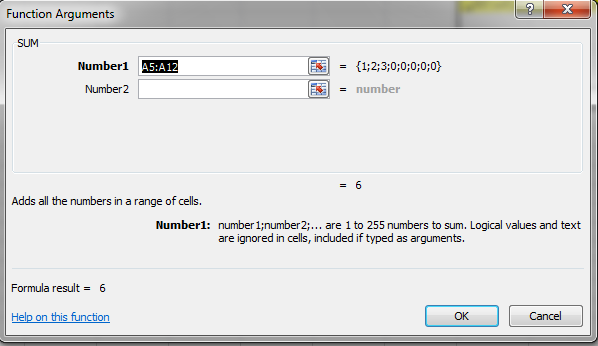 Function Arguments
SUM
Number1 A5:A12 = {1;2;3;0;0;0;0;0}
Number2 = number
= 6
Adds all the numbers in a range of cells.
Number1: number1;number2;... are 1 to 255 numbers to sum. Logical values and text
are ignored in cells, included if typed as arguments.
Formula result = 6
Help on this function
OK Cancel